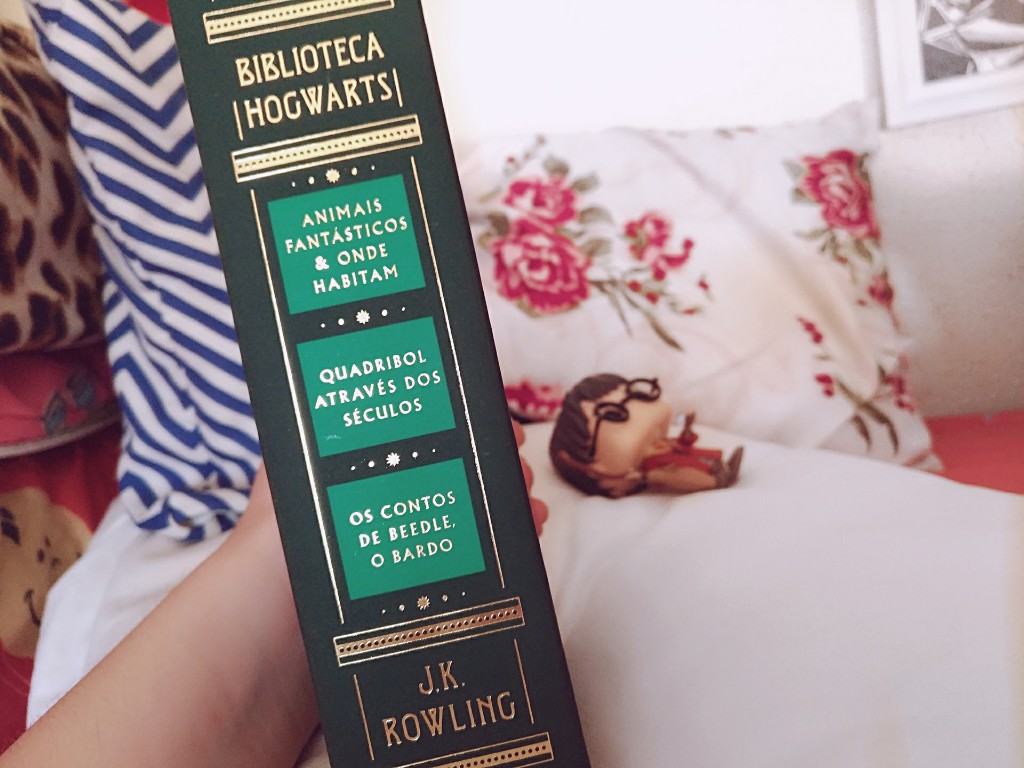 BIBLIOTECA
HOGWARTS
ANIMAIS
FANTÁSTICOS
& ONDE
HABITAM
QUADRIBOL
ATRAVÉS DOS
SÉCULOS
OS CONTOS
DE BEEDLE,
O BARDO
J.K.
ROWLING